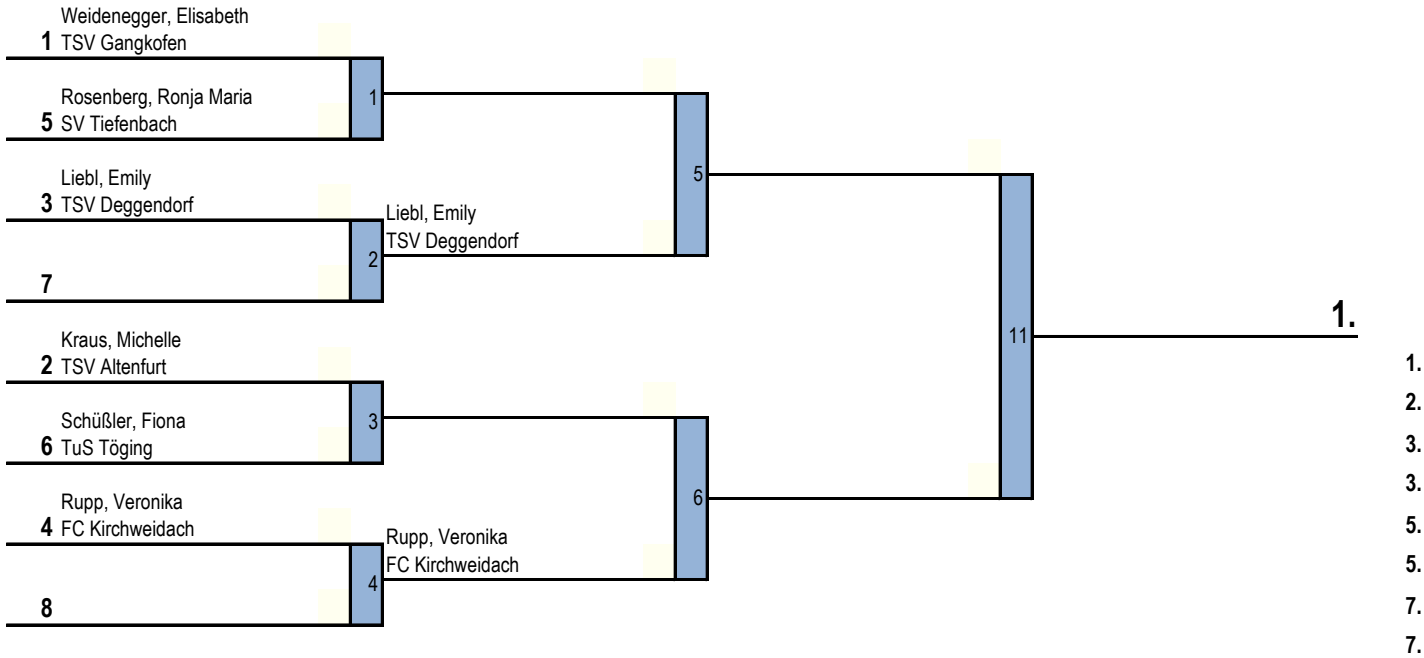 Weidenegger, Elisabeth
1 TSV Gangkofen
1
Rosenberg, Ronja Maria
5 SV Tiefenbach
Liebl, Emily
3 TSV Deggendorf
2
7
Liebl, Emily
TSV Deggendorf
5
Kraus, Michelle
2 TSV Altenfurt
3
Schüßler, Fiona
6 TuS Töging
Rupp, Veronika
4 FC Kirchweidach
4
8
Rupp, Veronika
FC Kirchweidach
6
11
1.
1.
2.
3.
3.
5.
5.
7.
7.